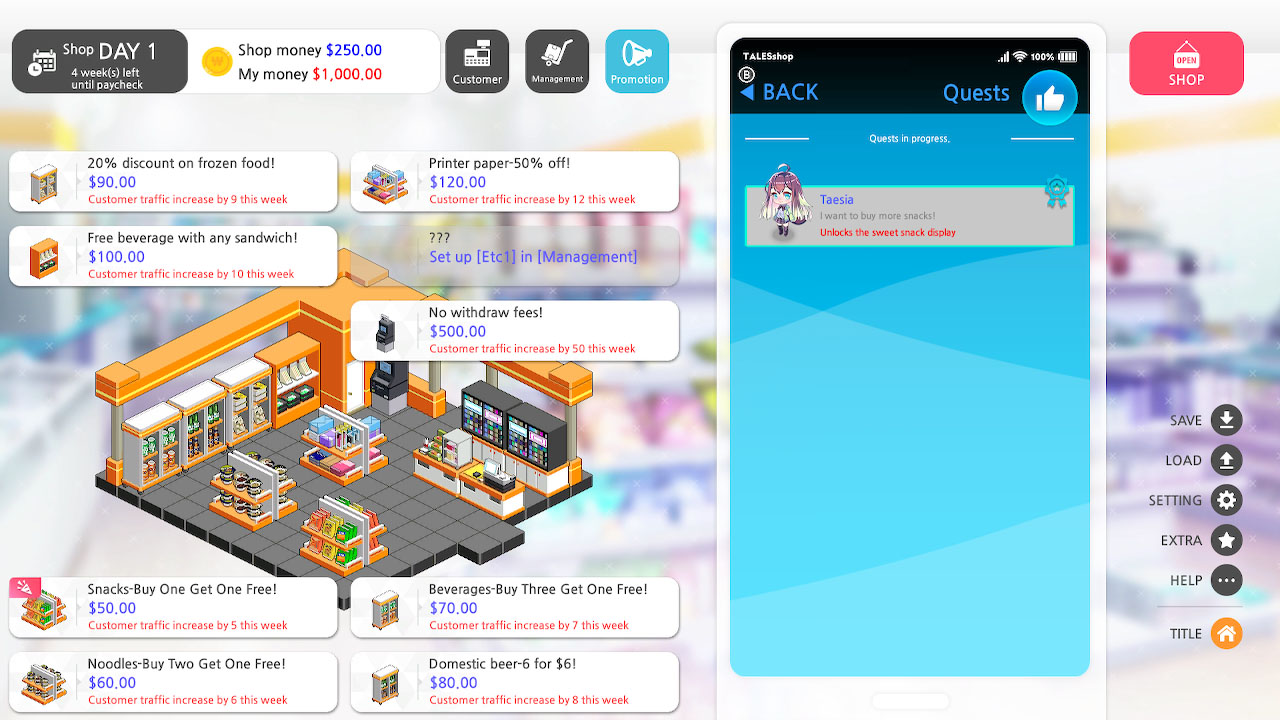 Shop DAY 1
4 week(s) left
until paycheck
Shop money $250.00
My money $1,000.00
Customer
Management
Promotion
20% discount on frozen food!
$90.00
Customer traffic increase by 9 this week
Printer paper-50% off!
$120.00
Customer traffic increase by 12 this week
Free beverage with any sandwich!
$100.00
Customer traffic increase by 10 this week
???
Set up [Etc1] in [Management]
No withdraw fees!
$500.00
Customer traffic increase by 50 this week
Snacks-Buy One Get One Free!
$50.00
Customer traffic increase by 5 this week
Beverages-Buy Three Get One Free!
$70.00
Customer traffic increase by 7 this week
Noodles-Buy Two Get One Free!
$60.00
Customer traffic increase by 6 this week
Domestic beer-6 for $6!
$80.00
Customer traffic increase by 8 this week
TALESshop
100%
B
BACK
Quests
Quests in progress.
Taesia
I want to buy more snacks!
Unlocks the sweet snack display
OPEN
SHOP
SAVE
LOAD
SETTING
EXTRA
HELP
TITLE